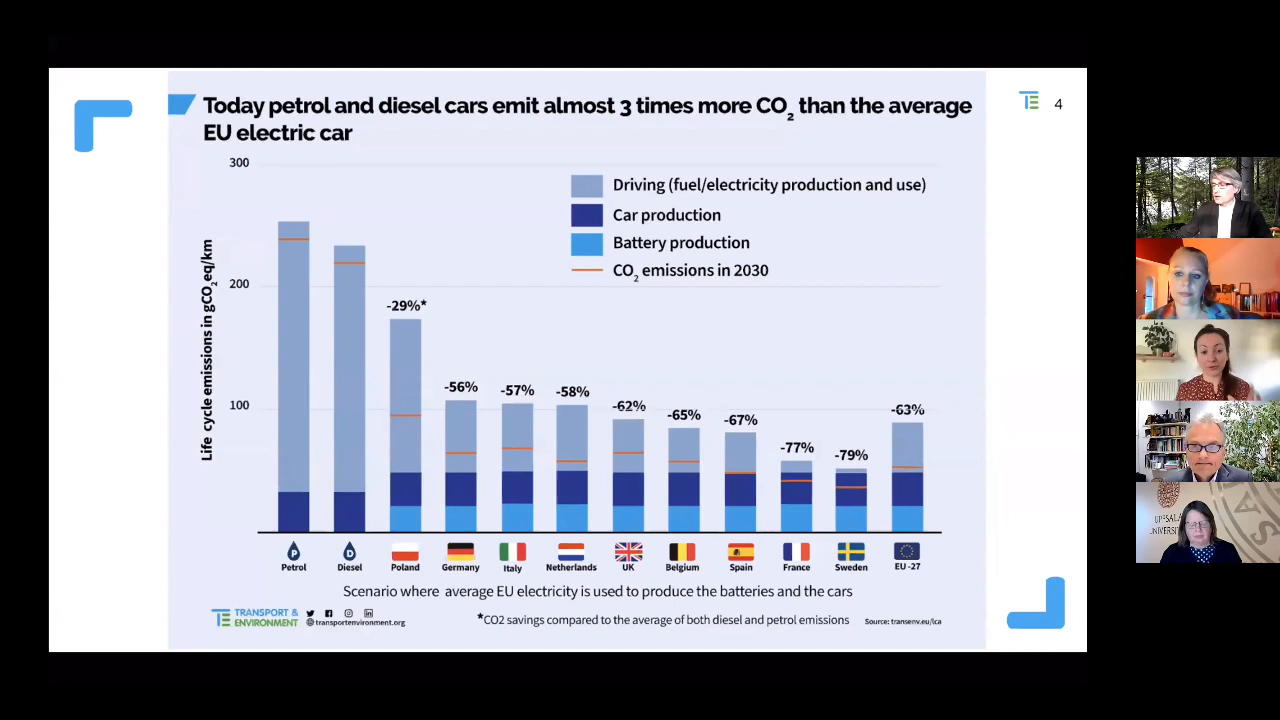 Today petrol and diesel cars emit almost 3 times more CO2 than the average
EU electric car
TE
4
300
200
100
Life cycle emissions in gCO2eq/km
Driving (fuel/electricity production and use)
Car production
Battery production
CO2 emissions in 2030
-29%*
-56%
-57%
-58%
-62%
-65%
-67%
-77%
-79%
-63%
P
D
Petrol
Diesel
Poland
Germany
Italy
Netherlands
UK
Belgium
Spain
France
Sweden
EU -27
Scenario where average EU electricity is used to produce the batteries and the cars
TE TRANSPORT &
ENVIRONMENT
@transportenvironment.org
*CO2 savings compared to the average of both diesel and petrol emissions
Source: transenv.eu/lca